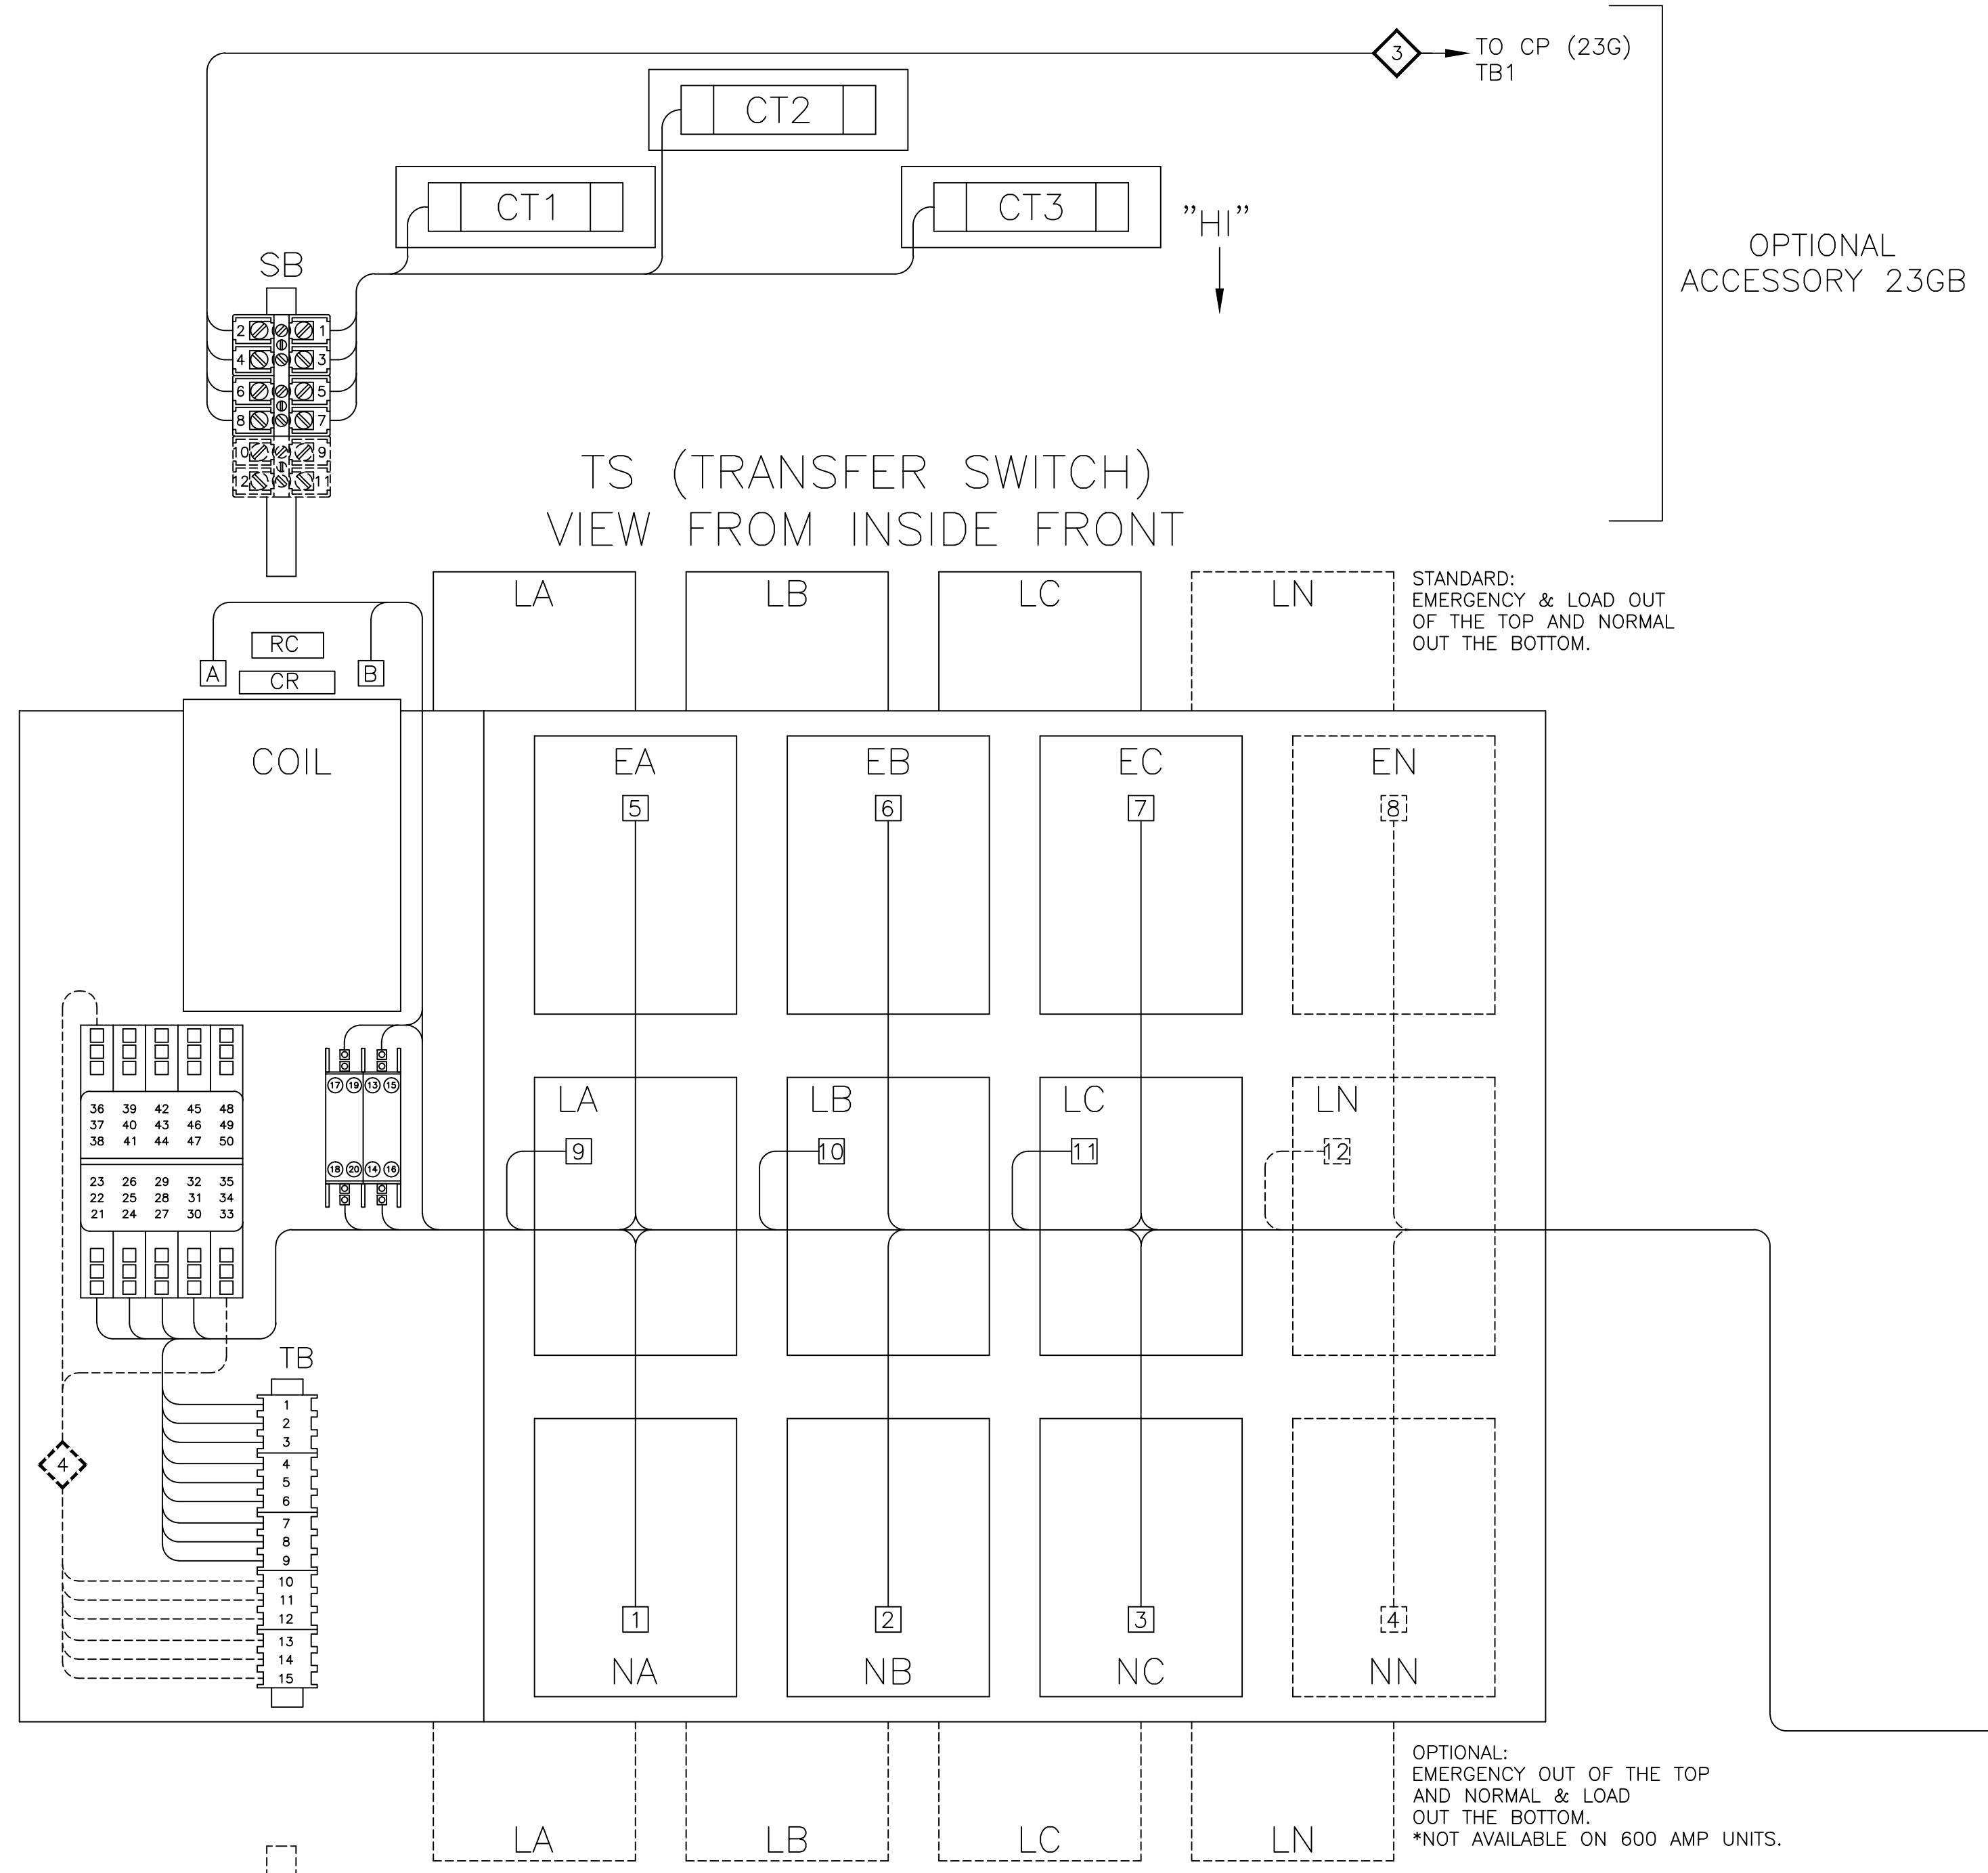 3
TO CP (23G)
TB1
CT2
CT1
CT3
"HI"
OPTIONAL
ACCESSORY 23GB
SB
2 1
4 3
6 5
8 7
10 9
12 11
TS (TRANSFER SWITCH)
VIEW FROM INSIDE FRONT
LA LB LC LN
STANDARD:
EMERGENCY & LOAD OUT
OF THE TOP AND NORMAL
OUT THE BOTTOM.
RC
A B
CR
COIL
EA EB EC EN
5 6 7 8
17 19 13 15
18 20 14 16
36 39 42 45 48
37 40 43 46 49
38 41 44 47 50
23 26 29 32 35
22 25 28 31 34
21 24 27 30 33
LA LB LC LN
9 10 11 12
TB
1
2
3
4
5
6
7
8
9
10
11
12
13
14
15
4
1 2 3 4
NA NB NC NN
OPTIONAL:
EMERGENCY OUT OF THE TOP
AND NORMAL & LOAD
OUT THE BOTTOM.
*NOT AVAILABLE ON 600 AMP UNITS.
LA LB LC LN